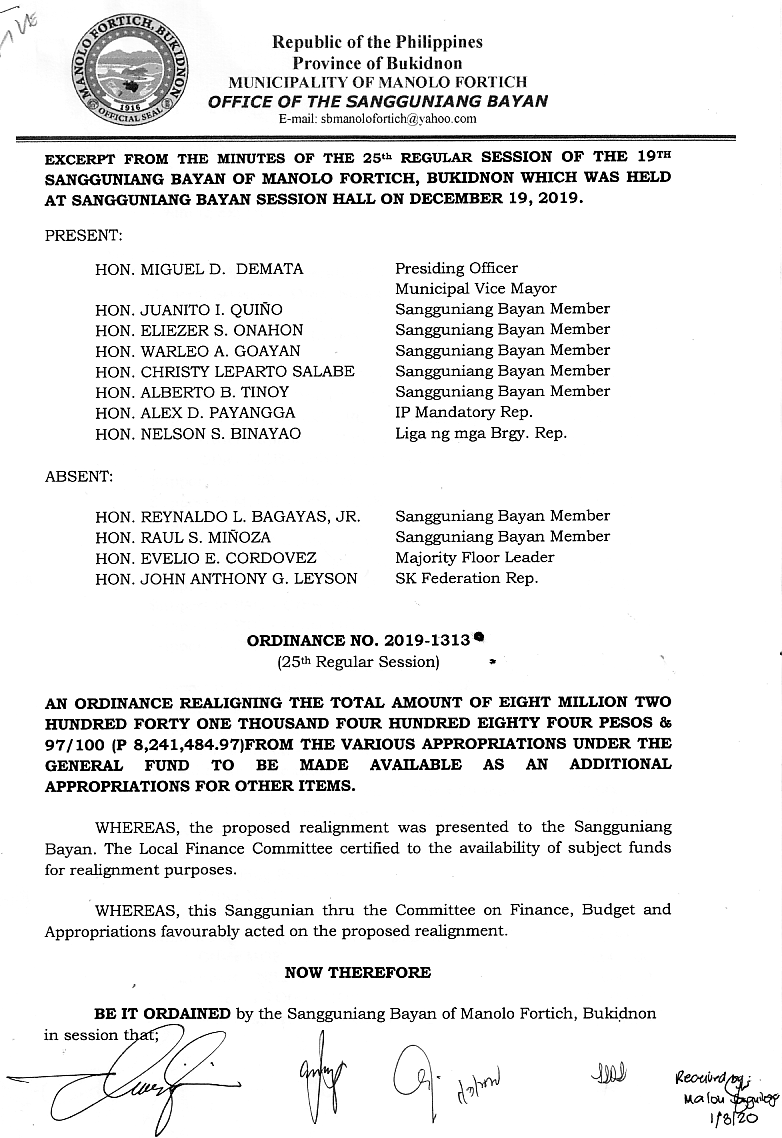 MANOLO FORTICH, BUKIDNON
1916
OFFICIAL SEAL
Republic of the Philippines
Province of Bukidnon
MUNICIPALITY OF MANOLO FORTICH
OFFICE OF THE SANGGUNIANG BAYAN
E-mail: sbmanolofortich@yahoo.com
EXCERPT FROM THE MINUTES OF THE 25th REGULAR SESSION OF THE 19TH
SANGGUNIANG BAYAN OF MANOLO FORTICH, BUKIDNON WHICH WAS HELD
AT SANGGUNIANG BAYAN SESSION HALL ON DECEMBER 19, 2019.
PRESENT:
HON. MIGUEL D. DEMATA Presiding Officer
Municipal Vice Mayor
HON. JUANITO I. QUIÑO Sangguniang Bayan Member
HON. ELIEZER S. ONAHON Sangguniang Bayan Member
HON. WARLEO A. GOAYAN Sangguniang Bayan Member
HON. CHRISTY LEPARTO SALABE Sangguniang Bayan Member
HON. ALBERTO B. TINOY Sangguniang Bayan Member
HON. ALEX D. PAYANGGA IP Mandatory Rep.
HON. NELSON S. BINAYAO Liga ng mga Brgy. Rep.
ABSENT:
HON. REYNALDO L. BAGAYAS, JR. Sangguniang Bayan Member
HON. RAUL S. MIÑOZA Sangguniang Bayan Member
HON. EVELIO E. CORDOVEZ Majority Floor Leader
HON. JOHN ANTHONY G. LEYSON SK Federation Rep.
ORDINANCE NO. 2019-1313
(25th Regular Session)
AN ORDINANCE REALIGNING THE TOTAL AMOUNT OF EIGHT MILLION TWO
HUNDRED FORTY ONE THOUSAND FOUR HUNDRED EIGHTY FOUR PESOS &
97/100 (P 8,241,484.97)FROM THE VARIOUS APPROPRIATIONS UNDER THE
GENERAL FUND TO BE MADE AVAILABLE AS AN ADDITIONAL
APPROPRIATIONS FOR OTHER ITEMS.
WHEREAS, the proposed realignment was presented to the Sangguniang
Bayan. The Local Finance Committee certified to the availability of subject funds
for realignment purposes.
WHEREAS, this Sanggunian thru the Committee on Finance, Budget and
Appropriations favourably acted on the proposed realignment.
NOW THEREFORE
BE IT ORDAINED by the Sangguniang Bayan of Manolo Fortich, Bukidnon
in session that;
Received by:
Malou
1/8/20